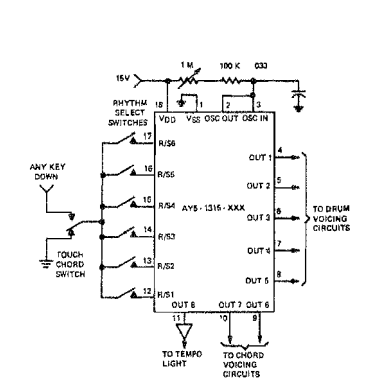 1 M 100 K .033
15V
18 1 2 3
VDD VSS OSC OUT OSC IN
RHYTHM
SELECT
SWITCHES
17 R/S6
16 R/S5
15 R/S4
14 R/S3
13 R/S2
12 R/S1
ANY KEY
DOWN
TOUCH
CHORD
SWITCH
AY5 - 1315 - XXX
OUT 1 4
OUT 2 5
OUT 3 6
OUT 4 7
OUT 5 8
TO DRUM
VOICING
CIRCUITS
OUT 8 OUT 7 OUT 6
11 10 9
TO TEMPO
LIGHT
TO CHORD
VOICING
CIRCUITS